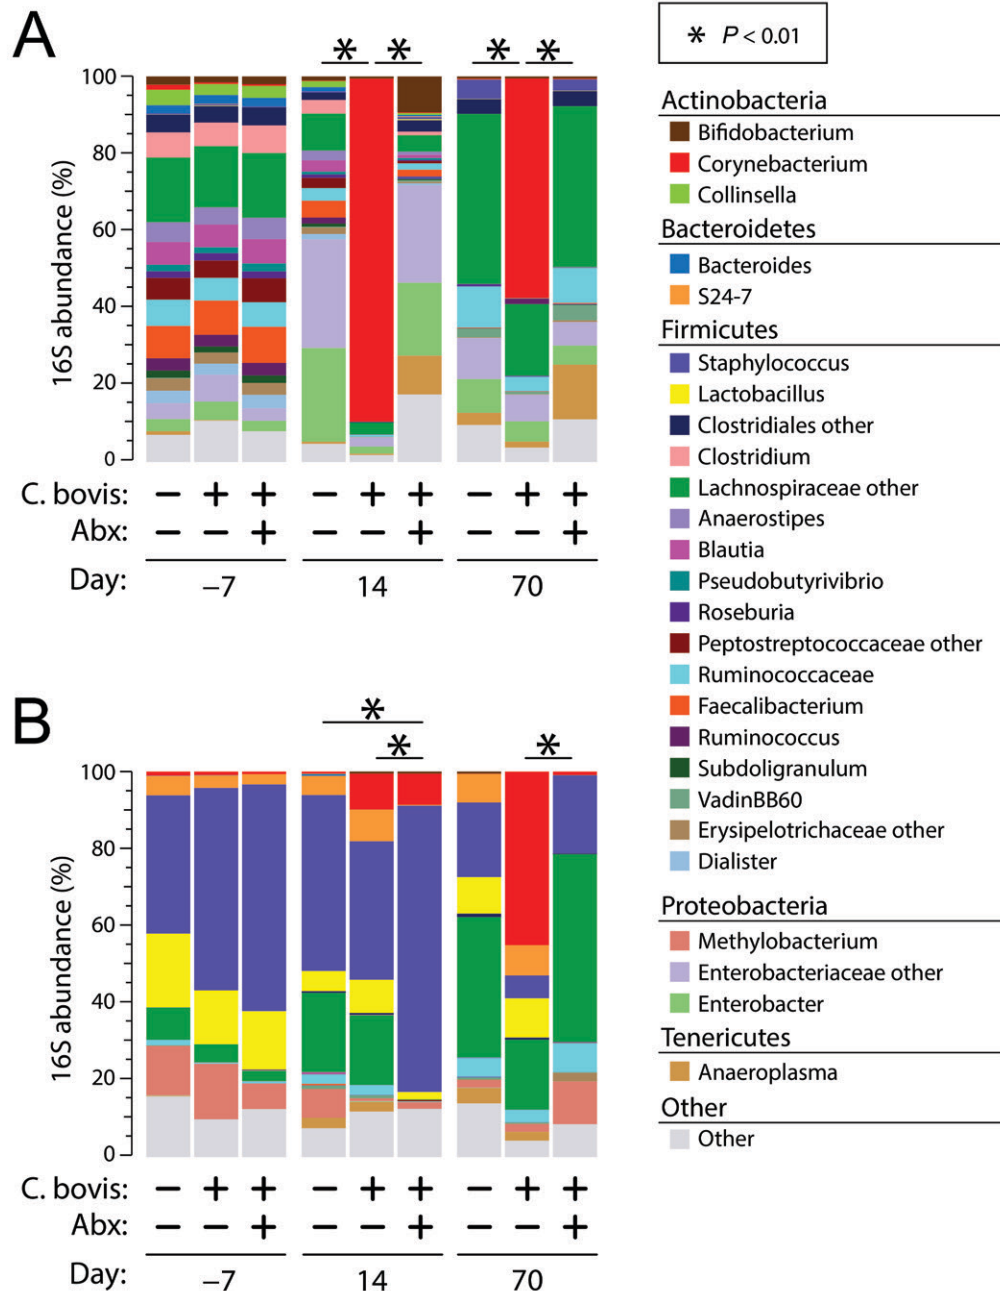 A
* *
* *
* P < 0.01
100
80
60
40
20
0
16S abundance (%)
C. bovis: − + + − + + − + +
Abx: − − + − − + − − +
Day: −7 14 70
Actinobacteria
Bifidobacterium
Corynebacterium
Collinsella
Bacteroidetes
Bacteroides
S24-7
Firmicutes
Staphylococcus
Lactobacillus
Clostridiales other
Clostridium
Lachnospiraceae other
Anaerostipes
Blautia
Pseudobutyrivibrio
Roseburia
Peptostreptococcaceae other
Ruminococcaceae
Faecalibacterium
Ruminococcus
Subdoligranulum
VadinBB60
Erysipelotrichaceae other
Dialister
Proteobacteria
Methylobacterium
Enterobacteriaceae other
Enterobacter
Tenericutes
Anaeroplasma
Other
Other
B
*
* *
100
80
60
40
20
0
16S abundance (%)
C. bovis: − + + − + + − + +
Abx: − − + − − + − − +
Day: −7 14 70